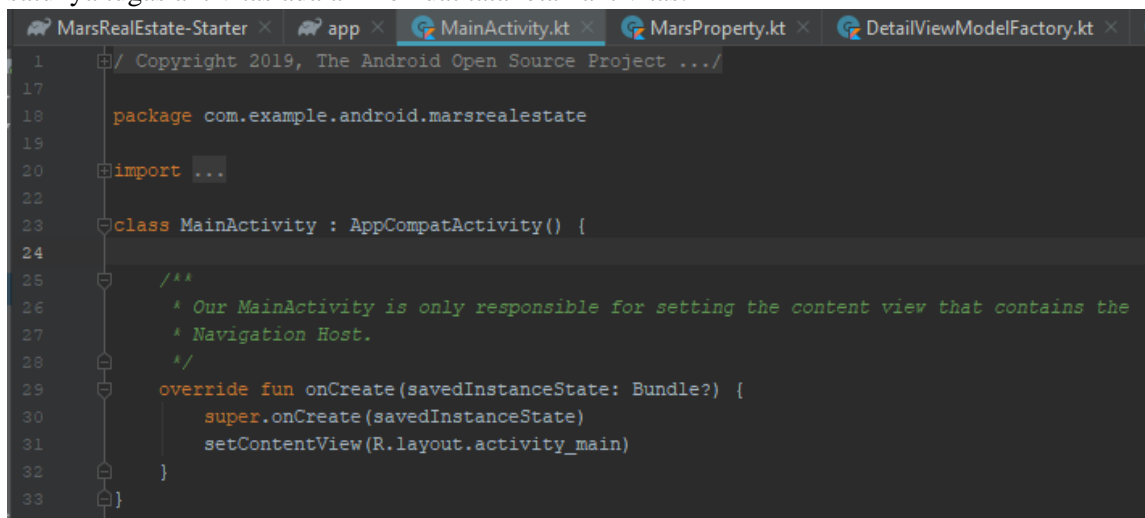 MarsRealEstate-Starter × app × MainActivity.kt × MarsProperty.kt × DetailViewModelFactory.kt ×
1 / Copyright 2019, The Android Open Source Project .../
17
18 package com.example.android.marsrealestate
19
20 import ...
22
23 class MainActivity : AppCompatActivity() {
24
25 /**
26 * Our MainActivity is only responsible for setting the content view that contains the
27 * Navigation Host.
28 */
29 override fun onCreate(savedInstanceState: Bundle?) {
30 super.onCreate(savedInstanceState)
31 setContentView(R.layout.activity_main)
32 }
33 }